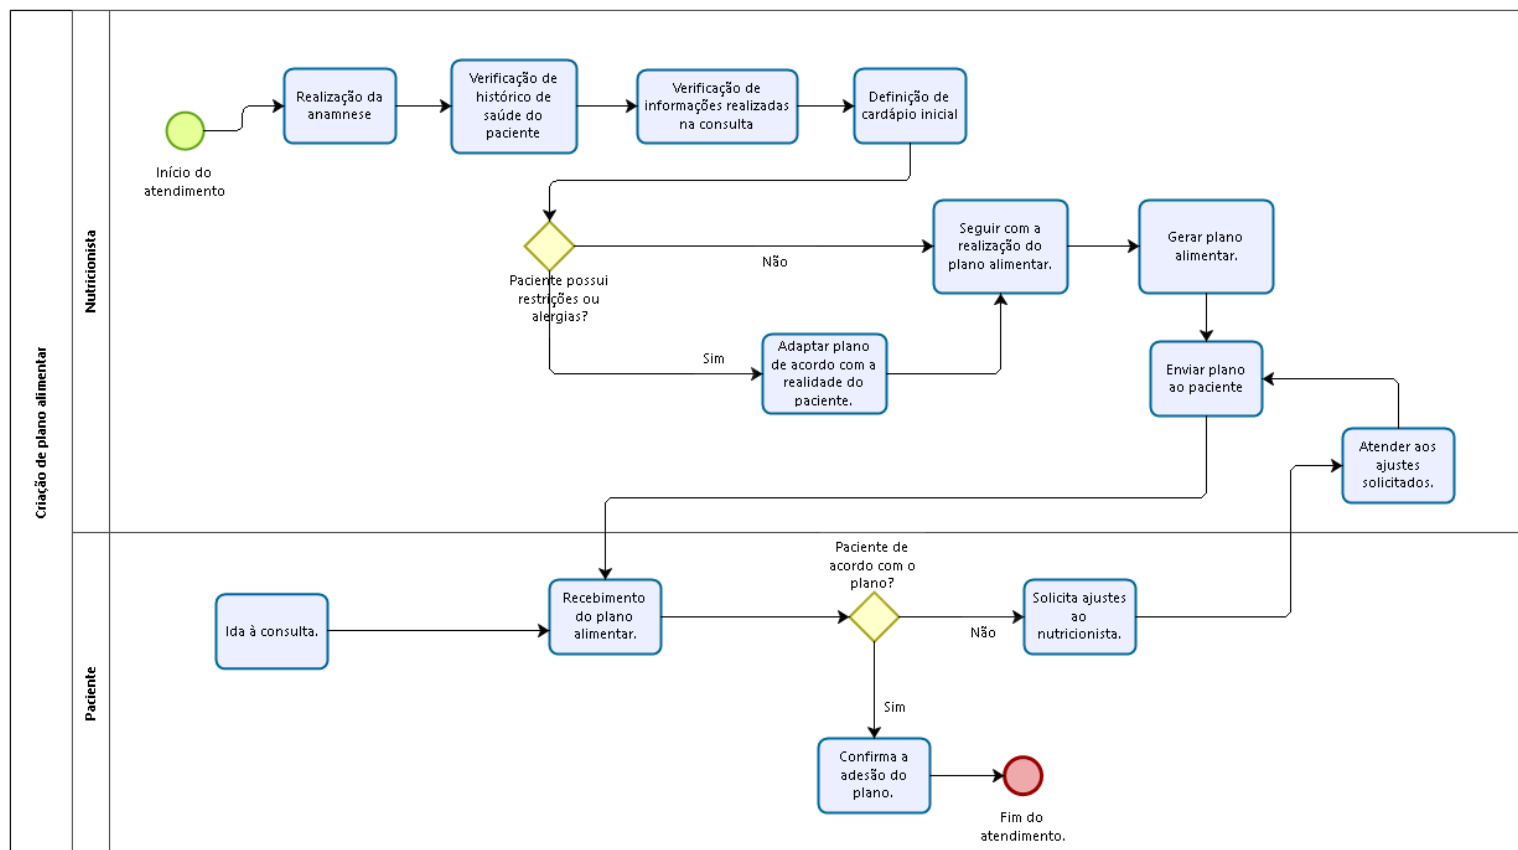 Criação de plano alimentar
Nutricionista
Início do
atendimento
Realização da
anamnese
Verificação de
histórico de
saúde do
paciente
Verificação de
informações realizadas
na consulta
Definição de
cardápio inicial
Paciente possui
restrições ou
alergias?
Não
Sim
Adaptar plano
de acordo com a
realidade do
paciente.
Seguir com a
realização do
plano alimentar.
Gerar plano
alimentar.
Enviar plano
ao paciente
Atender aos
ajustes
solicitados.
Paciente
Ida à consulta.
Recebimento
do plano
alimentar.
Paciente de
acordo com o
plano?
Não
Solicita ajustes
ao
nutricionista.
Sim
Confirma a
adesão do
plano.
Fim do
atendimento.